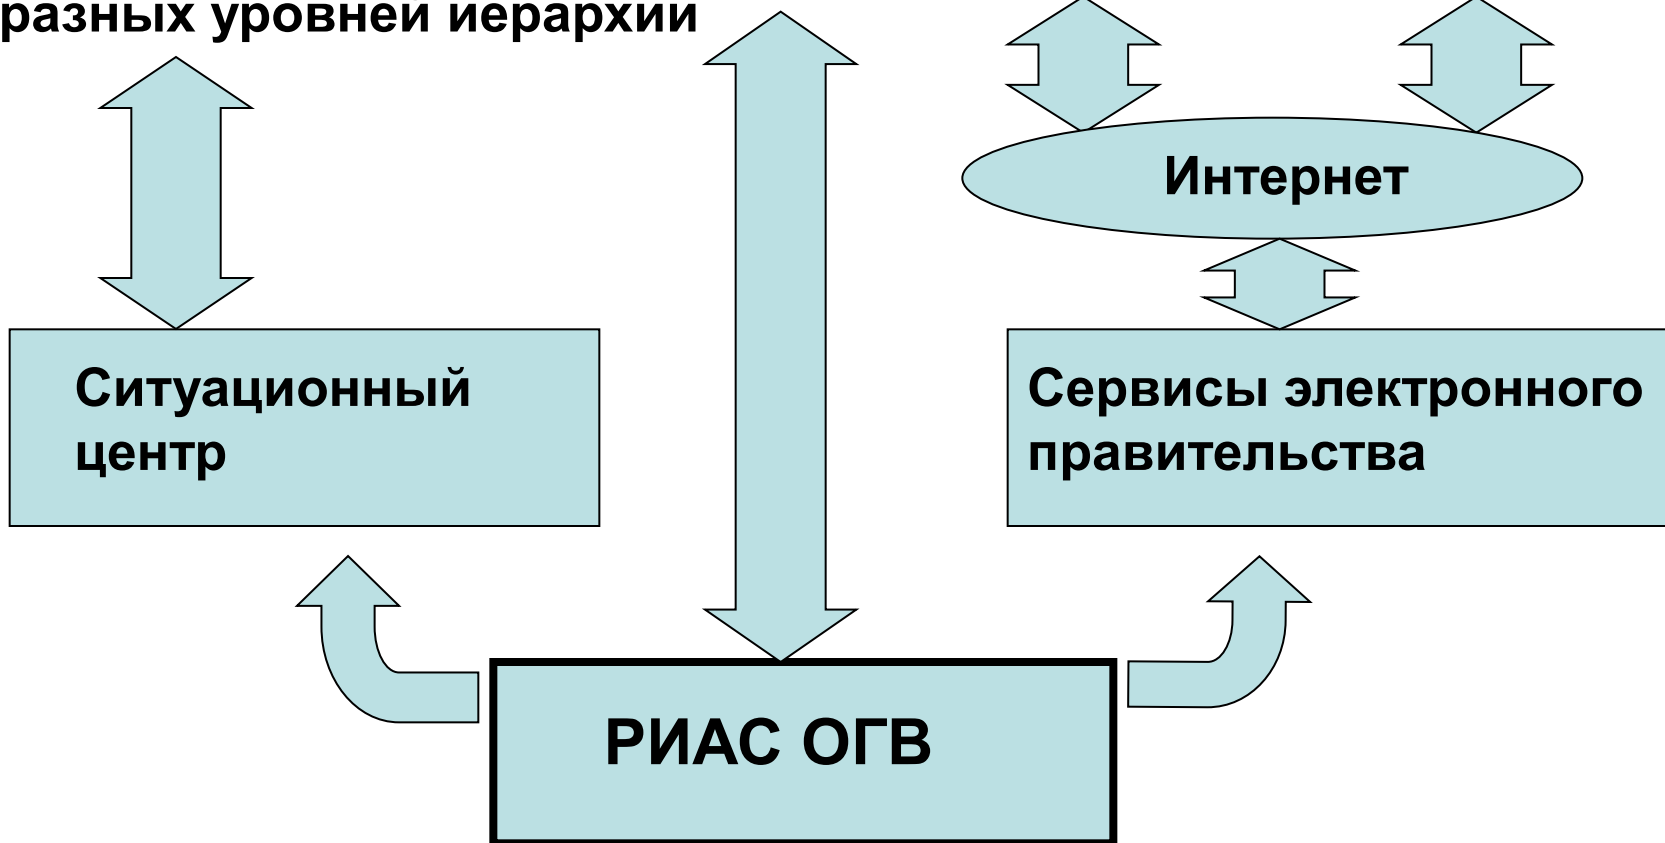 разных уровней иерархии
Интернет
Ситуационный
центр
Сервисы электронного
правительства
РИАС ОГВ